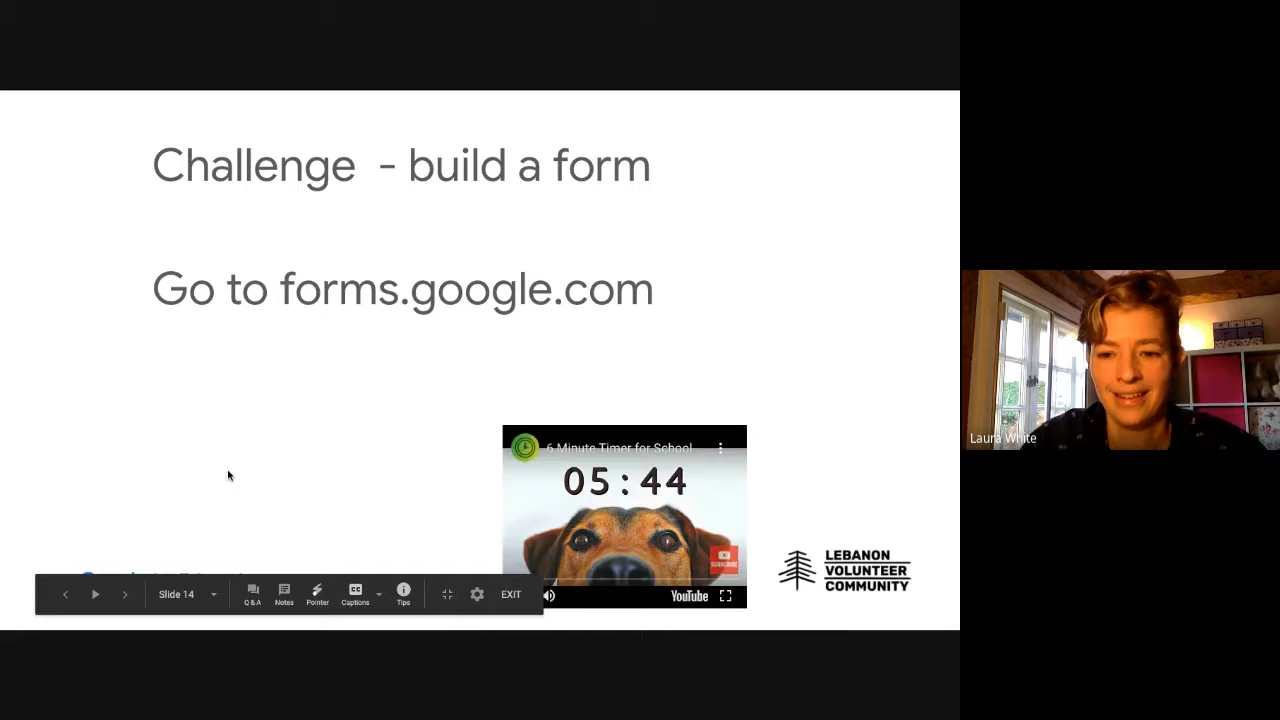 Challenge - build a form
Go to forms.google.com
6 Minute Timer for School
05:44
SUBSCRIBE
YouTube
LEBANON
VOLUNTEER
COMMUNITY
Slide 14
Q & A
Notes
Pointer
Captions
Tips
EXIT
Laura White